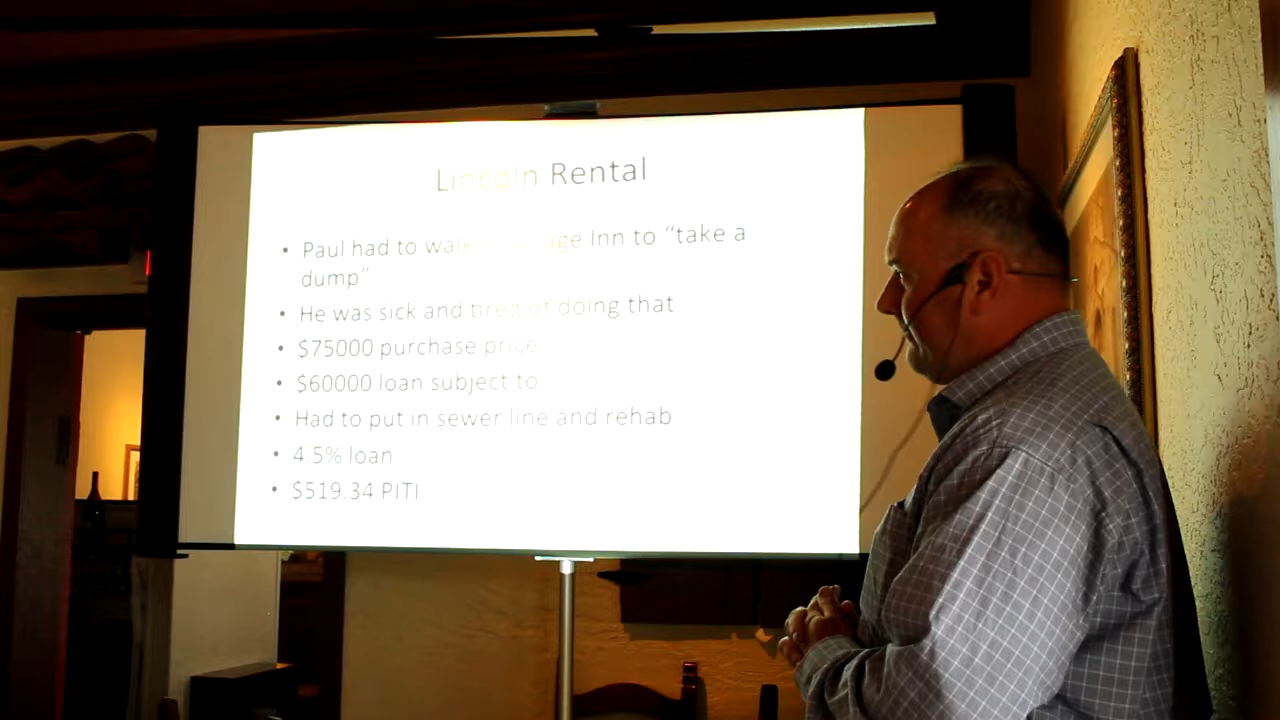 Lincoln Rental
• Paul had to walk Inn to “take a
dump”
• He was sick and tired of doing that
• $75000 purchase price
• $60000 loan subject to
• Had to put in sewer line and rehab
• 4.5% loan
• $519.34 PITI